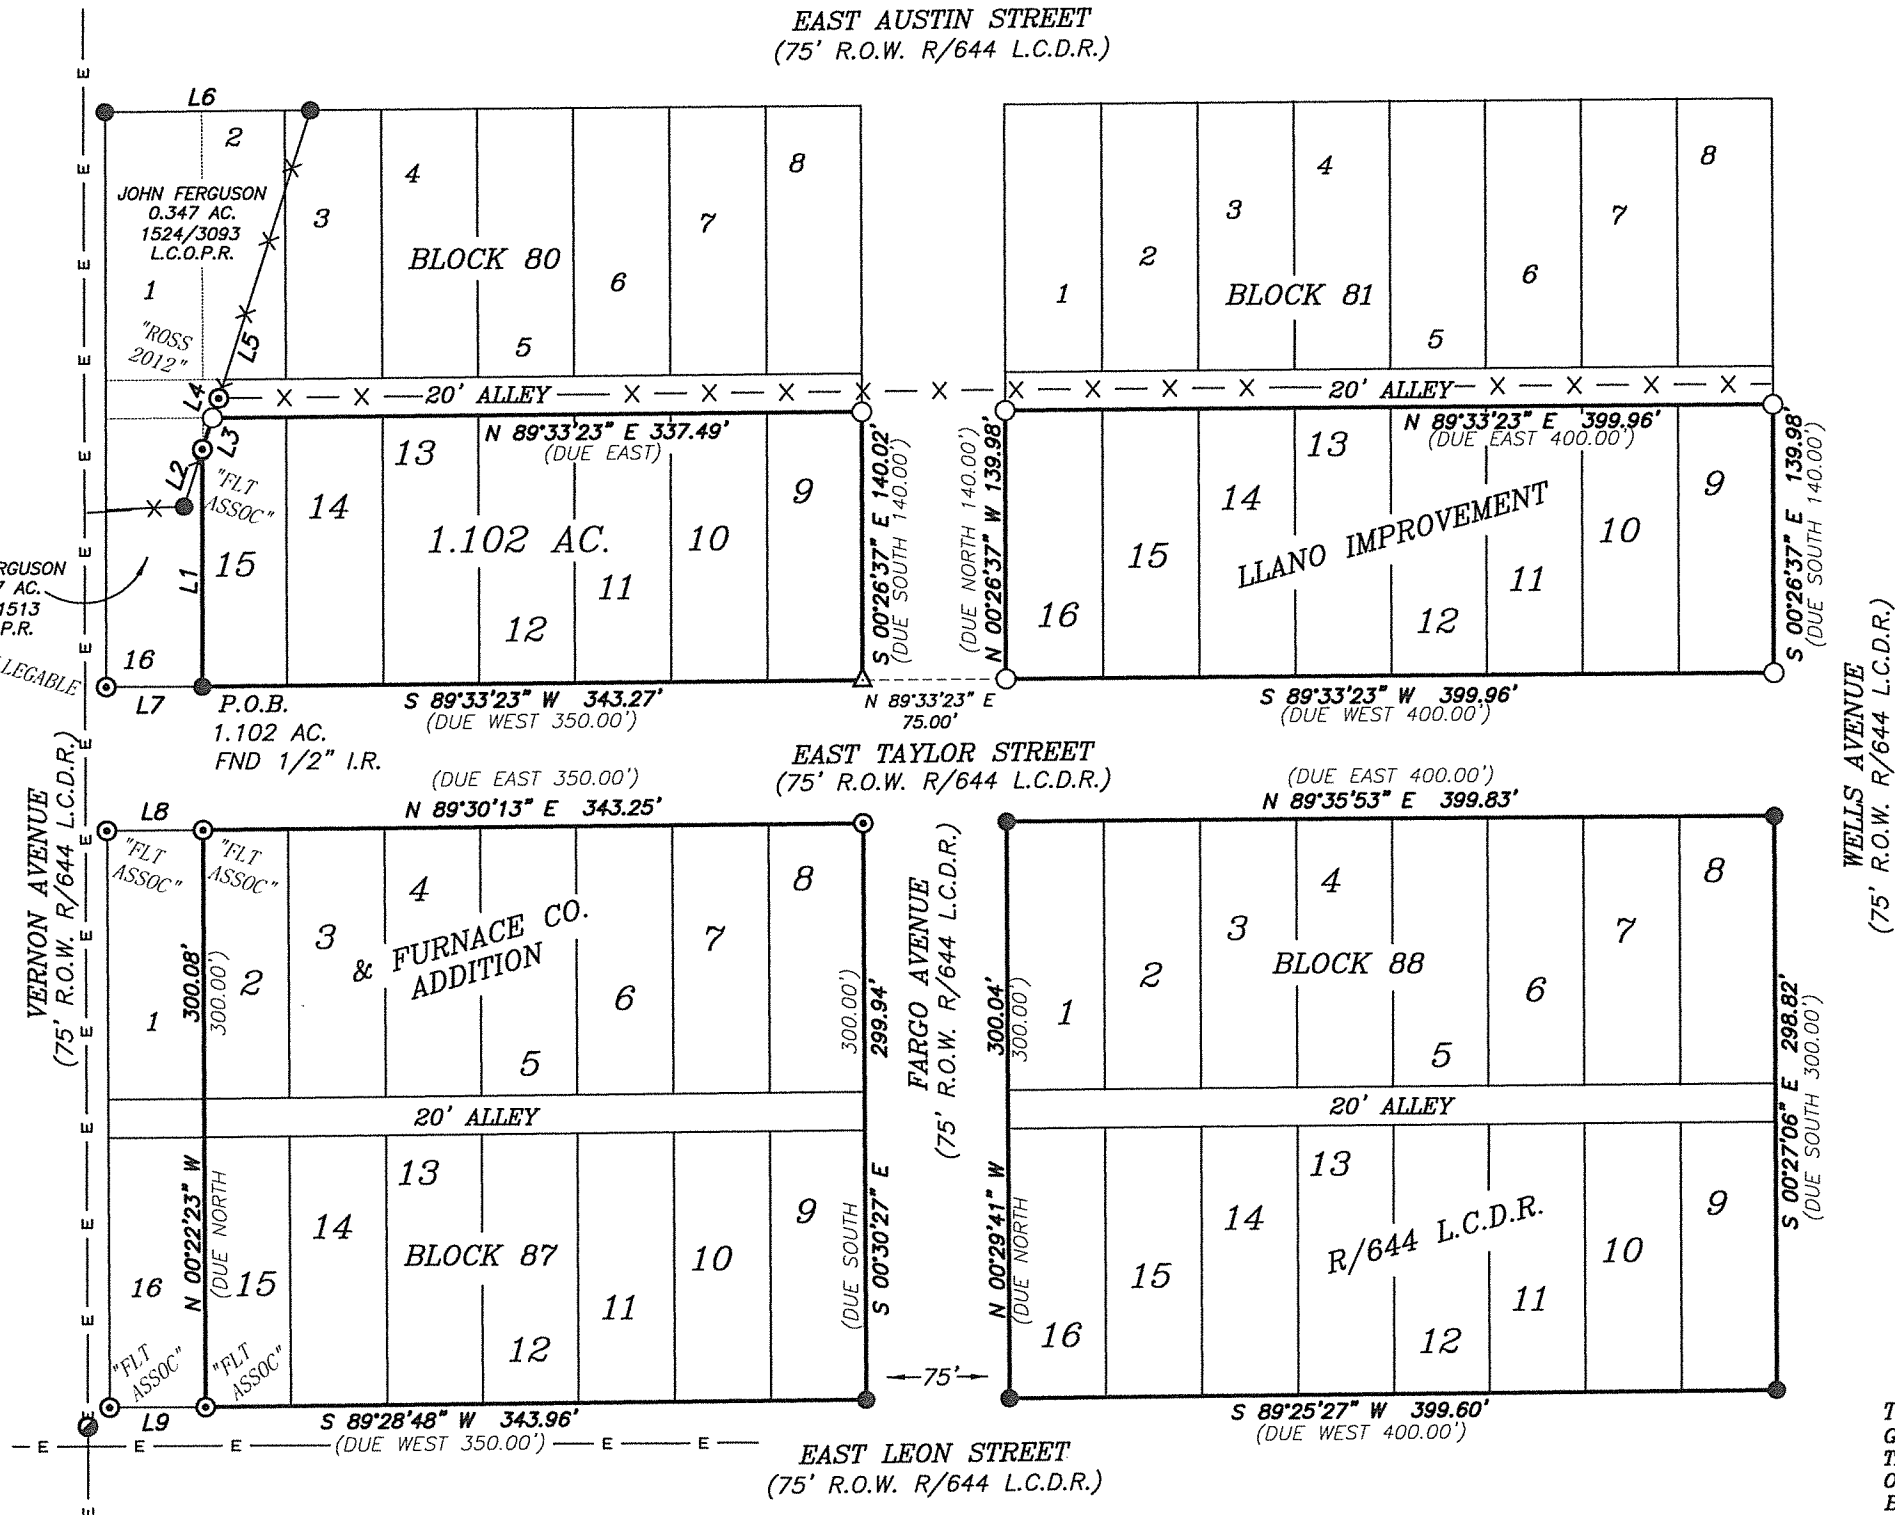 EAST AUSTIN STREET
(75' R.O.W. R/644 L.C.D.R.)
L6
2
JOHN FERGUSON
0.347 AC.
1524/3093
L.C.O.P.R.
1
"ROSS
2012"
L5
L4
3
4
BLOCK 80
5
6
7
8
1
2
3
4
BLOCK 81
5
6
7
8
X — X — 20' ALLEY — X — X — X — X — X — X — X — X — X — 20' ALLEY — X — X — X — X
N 89°33'23" E 337.49'
(DUE EAST)
N 89°33'23" E 399.96'
(DUE EAST 400.00')
L3
L2
"FLT
ASSOC"
L1
15
14
13
1.102 AC.
12
11
10
9
S 00°26'37" E 140.02'
(DUE SOUTH 140.00')
(DUE NORTH 140.00')
N 00°26'37" W 139.98'
16
15
14
13
LLANO IMPROVEMENT
12
11
10
9
S 00°26'37" E 139.98'
(DUE SOUTH 140.00')
RGUSON
7 AC.
1513
P.R.
LLEGABLE
16
L7
P.O.B.
1.102 AC.
FND 1/2" I.R.
S 89°33'23" W 343.27'
(DUE WEST 350.00')
N 89°33'23" E
75.00'
S 89°33'23" W 399.96'
(DUE WEST 400.00')
EAST TAYLOR STREET
(75' R.O.W. R/644 L.C.D.R.)
VERNON AVENUE
(75' R.O.W. R/644 L.C.D.R.)
WELLS AVENUE
(75' R.O.W. R/644 L.C.D.R.)
(DUE EAST 350.00')
N 89°30'13" E 343.25'
(DUE EAST 400.00')
N 89°35'53" E 399.83'
L8
"FLT
ASSOC"
"FLT
ASSOC"
1
300.08'
(300.00')
2
3
4
& FURNACE CO.
ADDITION
5
6
7
8
(300.00')
299.94'
FARGO AVENUE
(75' R.O.W. R/644 L.C.D.R.)
300.04'
(300.00')
1
2
3
4
BLOCK 88
5
6
7
8
S 00°27'06" E 298.82'
(DUE SOUTH 300.00')
20' ALLEY
20' ALLEY
16
N 00°22'23" W
(DUE NORTH
15
14
13
BLOCK 87
12
11
10
9
(DUE SOUTH
S 00°30'27" E
N 00°29'41" W
(DUE NORTH
16
15
14
13
R/644 L.C.D.R.
12
11
10
9
"FLT
ASSOC"
"FLT
ASSOC"
75'
L9
S 89°28'48" W 343.96'
(DUE WEST 350.00')
S 89°25'27" W 399.60'
(DUE WEST 400.00')
E — E — E — E — E
EAST LEON STREET
(75' R.O.W. R/644 L.C.D.R.)
T
G
T
O
B